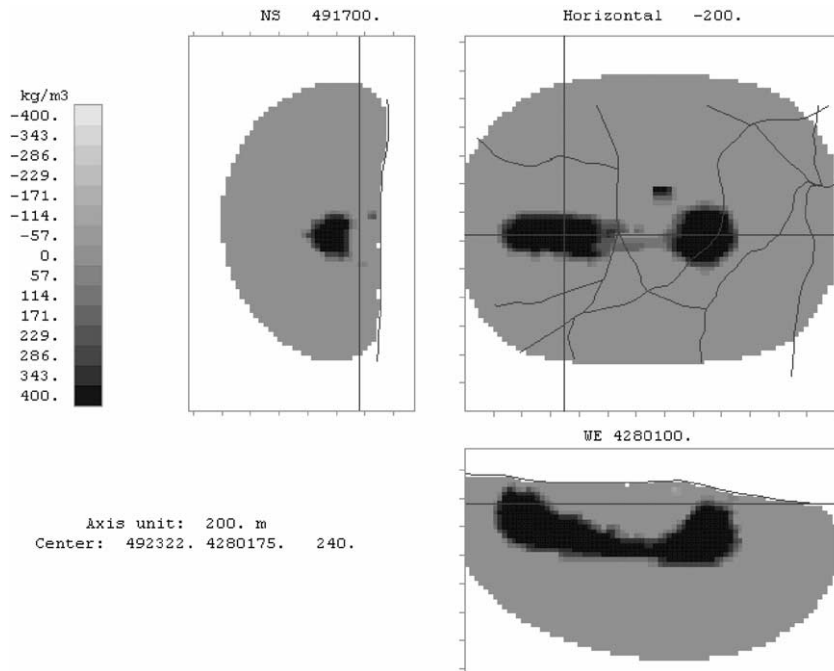 NS 491700.
Horizontal -200.
kg/m3
-400.
-343.
-286.
-229.
-171.
-114.
-57.
0.
57.
114.
171.
229.
286.
343.
400.
WE 4280100.
Axis unit: 200. m
Center: 492322. 4280175. 240.